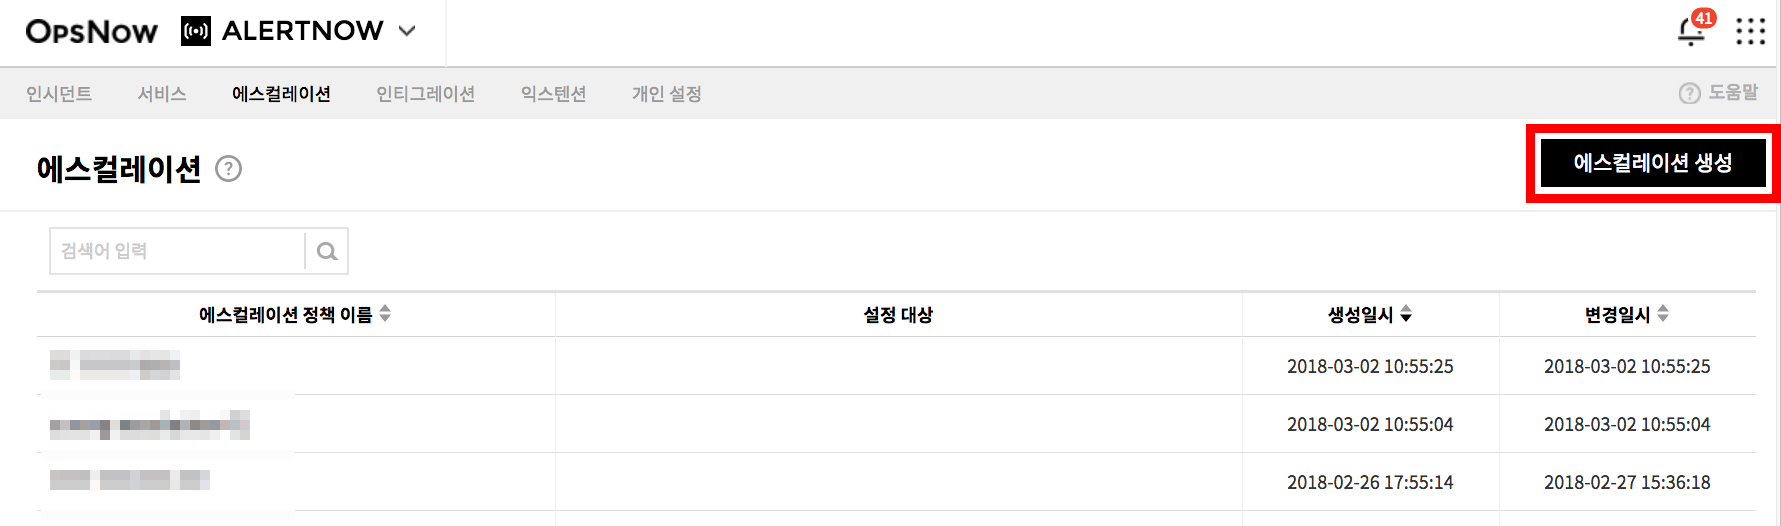 OPSNOW ALERTNOW 41
인시던트 서비스 에스컬레이션 인티그레이션 익스텐션 개인 설정 ? 도움말
에스컬레이션 ? 에스컬레이션 생성
검색어 입력
에스컬레이션 정책 이름 설정 대상 생성일시 변경일시
2018-03-02 10:55:25 2018-03-02 10:55:25
2018-03-02 10:55:04 2018-03-02 10:55:04
2018-02-26 17:55:14 2018-02-27 15:36:18